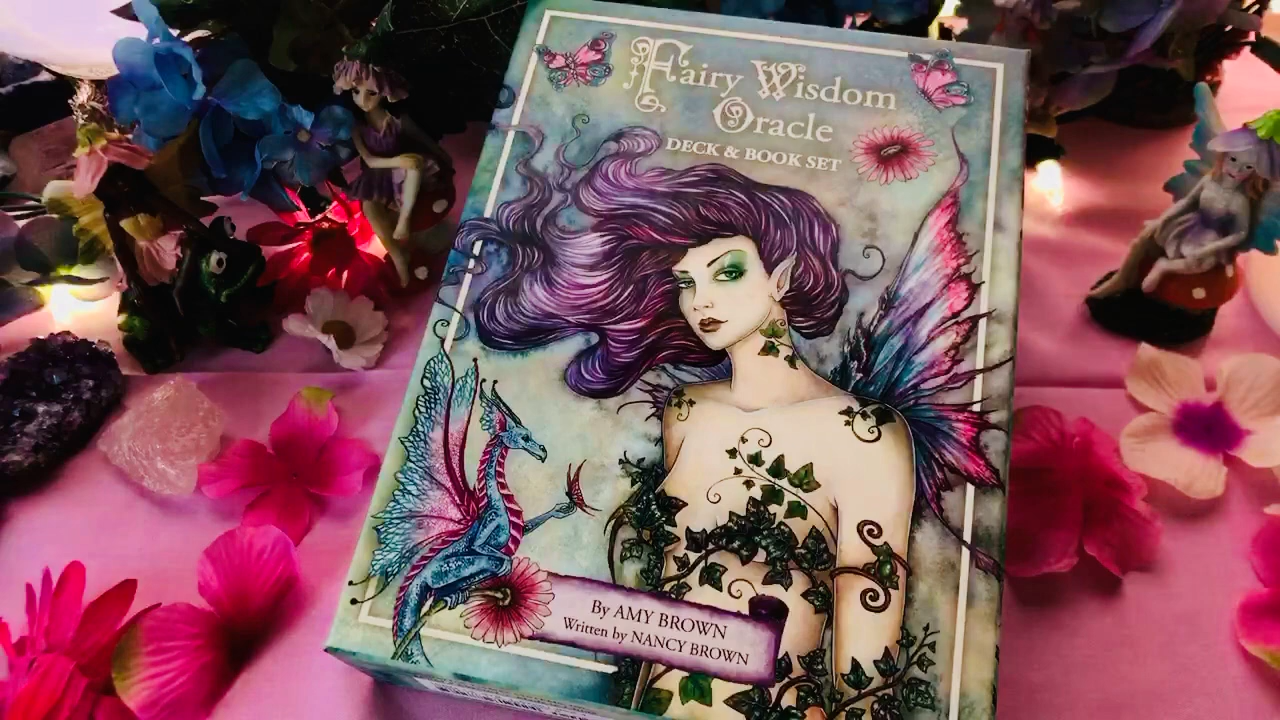 Fairy Wisdom
Oracle
DECK & BOOK SET
By AMY BROWN
Written by NANCY BROWN